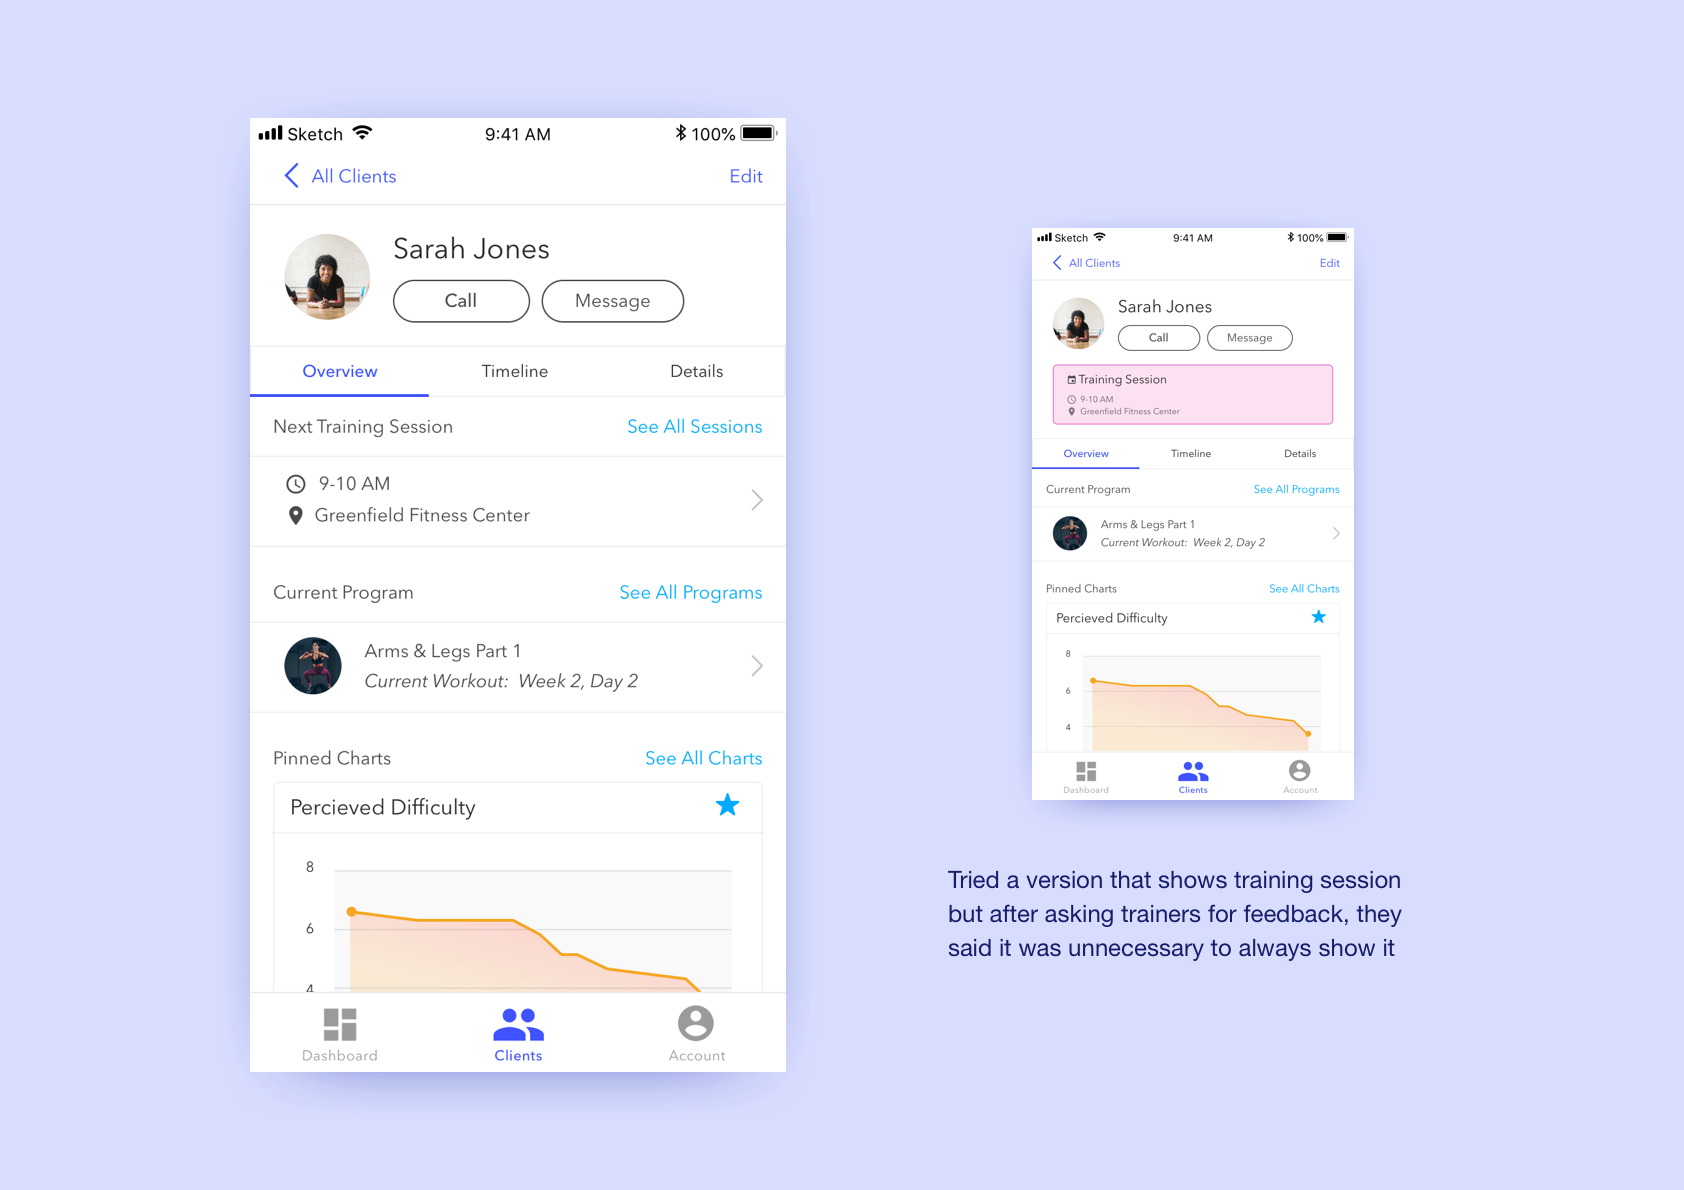 Sketch 9:41 AM 100%
All Clients Edit
Sarah Jones
Call Message
Overview Timeline Details
Next Training Session See All Sessions
9-10 AM
Greenfield Fitness Center
Current Program See All Programs
Arms & Legs Part 1
Current Workout: Week 2, Day 2
Pinned Charts See All Charts
Percieved Difficulty
8
6
4
Dashboard Clients Account
Sketch 9:41 AM 100%
All Clients Edit
Sarah Jones
Call Message
Training Session
9-10 AM
Greenfield Fitness Center
Overview Timeline Details
Current Program See All Programs
Arms & Legs Part 1
Current Workout: Week 2, Day 2
Pinned Charts See All Charts
Percieved Difficulty
8
6
4
Dashboard Clients Account
Tried a version that shows training session
but after asking trainers for feedback, they
said it was unnecessary to always show it